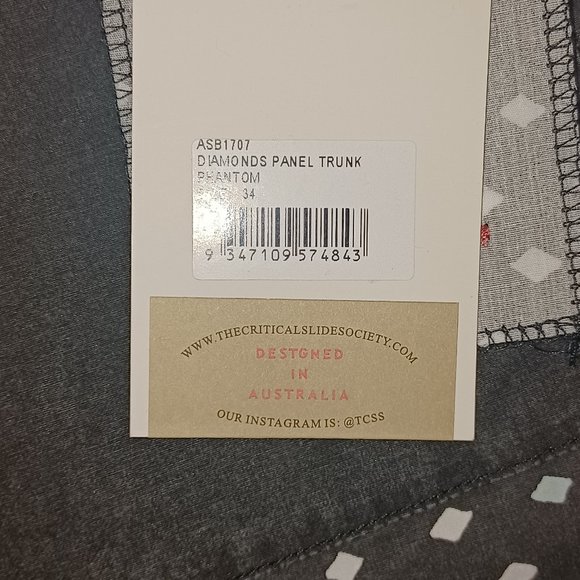 ASB1707
DIAMONDS PANEL TRUNK
PHANTOM
34
9 347109 574843
WWW.THECRITICALSLIDESOCIETY.COM
DESIGNED
IN
AUSTRALIA
OUR INSTAGRAM IS: @TCSS